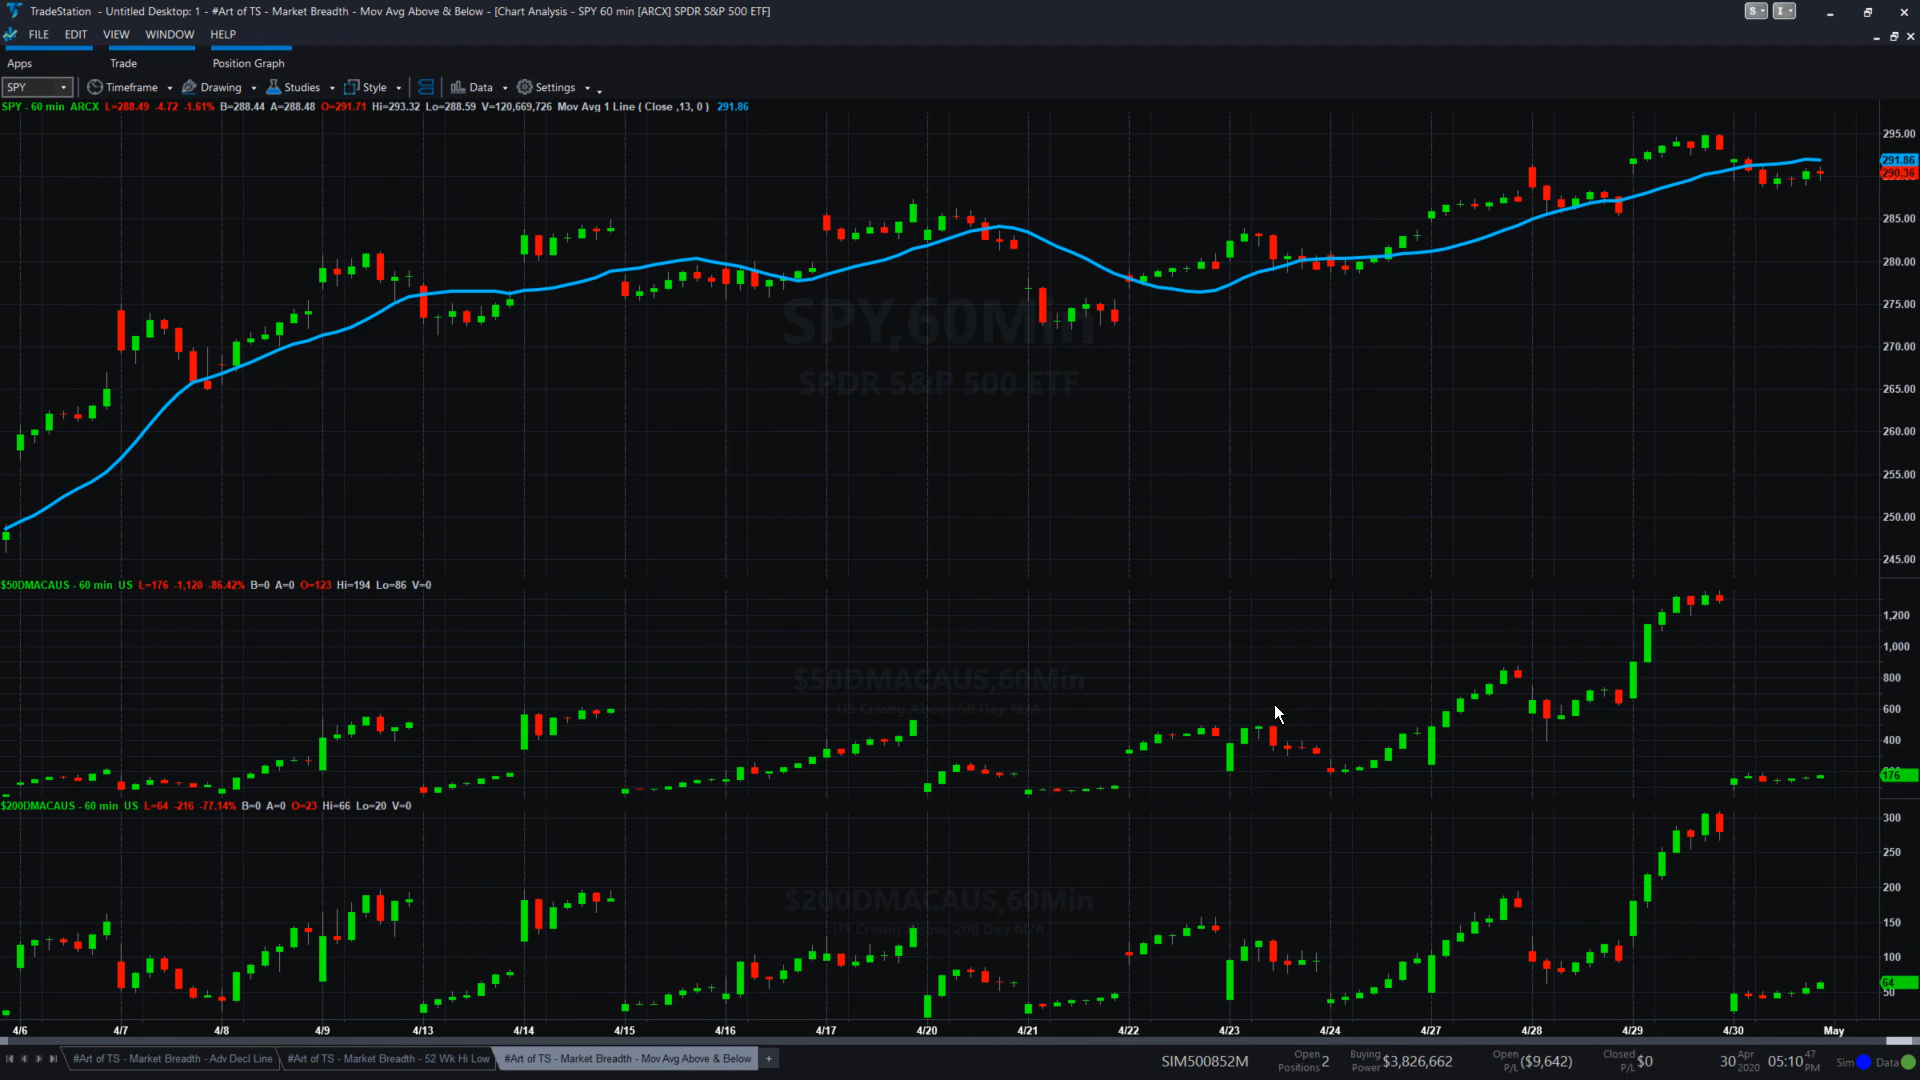 TradeStation - Untitled Desktop: 1 - #Art of TS - Market Breadth - Mov Avg Above & Below - [Chart Analysis - SPY 60 min [ARCX] SPDR S&P 500 ETF]
S
I
FILE EDIT VIEW WINDOW HELP
Apps Trade Position Graph
SPY Timeframe Drawing Studies Style Data Settings
SPY - 60 min ARCX L=288.49 -4.72 -1.61% B=288.44 A=288.48 O=291.71 Hi=293.32 Lo=288.59 V=120,669,726 Mov Avg 1 Line ( Close ,13, 0 ) 291.86
295.00
291.86
290.36
285.00
280.00
275.00
270.00
265.00
260.00
255.00
250.00
245.00
SPY,60Min
SPDR S&P 500 ETF
$50DMACAUS - 60 min US L=176 -1,120 -86.42% B=0 A=0 O=123 Hi=194 Lo=86 V=0
1,200
1,000
800
600
400
176
$50DMACAUS,60Min
US Crssng Above 50 Day M/A
$200DMACAUS - 60 min US L=64 -216 -77.14% B=0 A=0 O=23 Hi=66 Lo=20 V=0
300
250
200
150
100
64
50
$200DMACAUS,60Min
US Crssng Above 200 Day M/A
4/6 4/7 4/8 4/9 4/13 4/14 4/15 4/16 4/17 4/20 4/21 4/22 4/23 4/24 4/27 4/28 4/29 4/30 May
#Art of TS - Market Breadth - Adv Decl Line #Art of TS - Market Breadth - 52 Wk Hi Low #Art of TS - Market Breadth - Mov Avg Above & Below +
SIM500852M Open Positions 2 Buying Power $3,826,662 Open P/L ($9,642) Closed P/L $0 30 Apr 2020 05:10 47 PM Sim Data